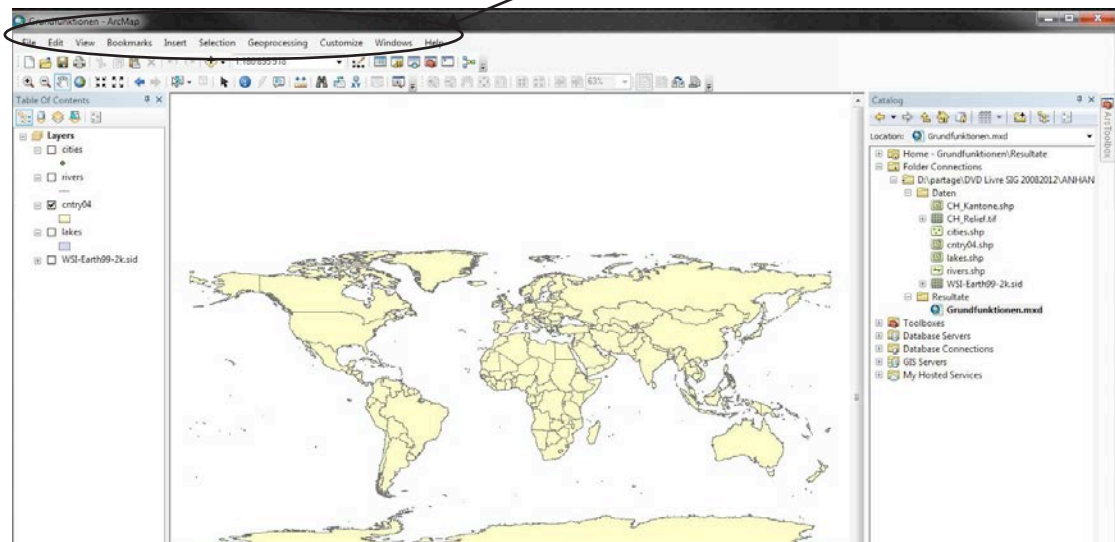 Grundfunktionen - ArcMap
File Edit View Bookmarks Insert Selection Geoprocessing Customize Windows Help
63%
Table Of Contents
Layers
cities
rivers
cntry04
lakes
WSI-Earth99-2k.sid
Catalog
Location: Grundfunktionen.mxd
Home - Grundfunktionen\Resultate
Folder Connections
D:\partage\DVD Livre SIG 20082012\ANHAN
Daten
CH_Kantone.shp
CH_Relief.tif
cities.shp
cntry04.shp
lakes.shp
rivers.shp
WSI-Earth99-2k.sid
Resultate
Grundfunktionen.mxd
Toolboxes
Database Servers
Database Connections
GIS Servers
My Hosted Services
ArcToolbox